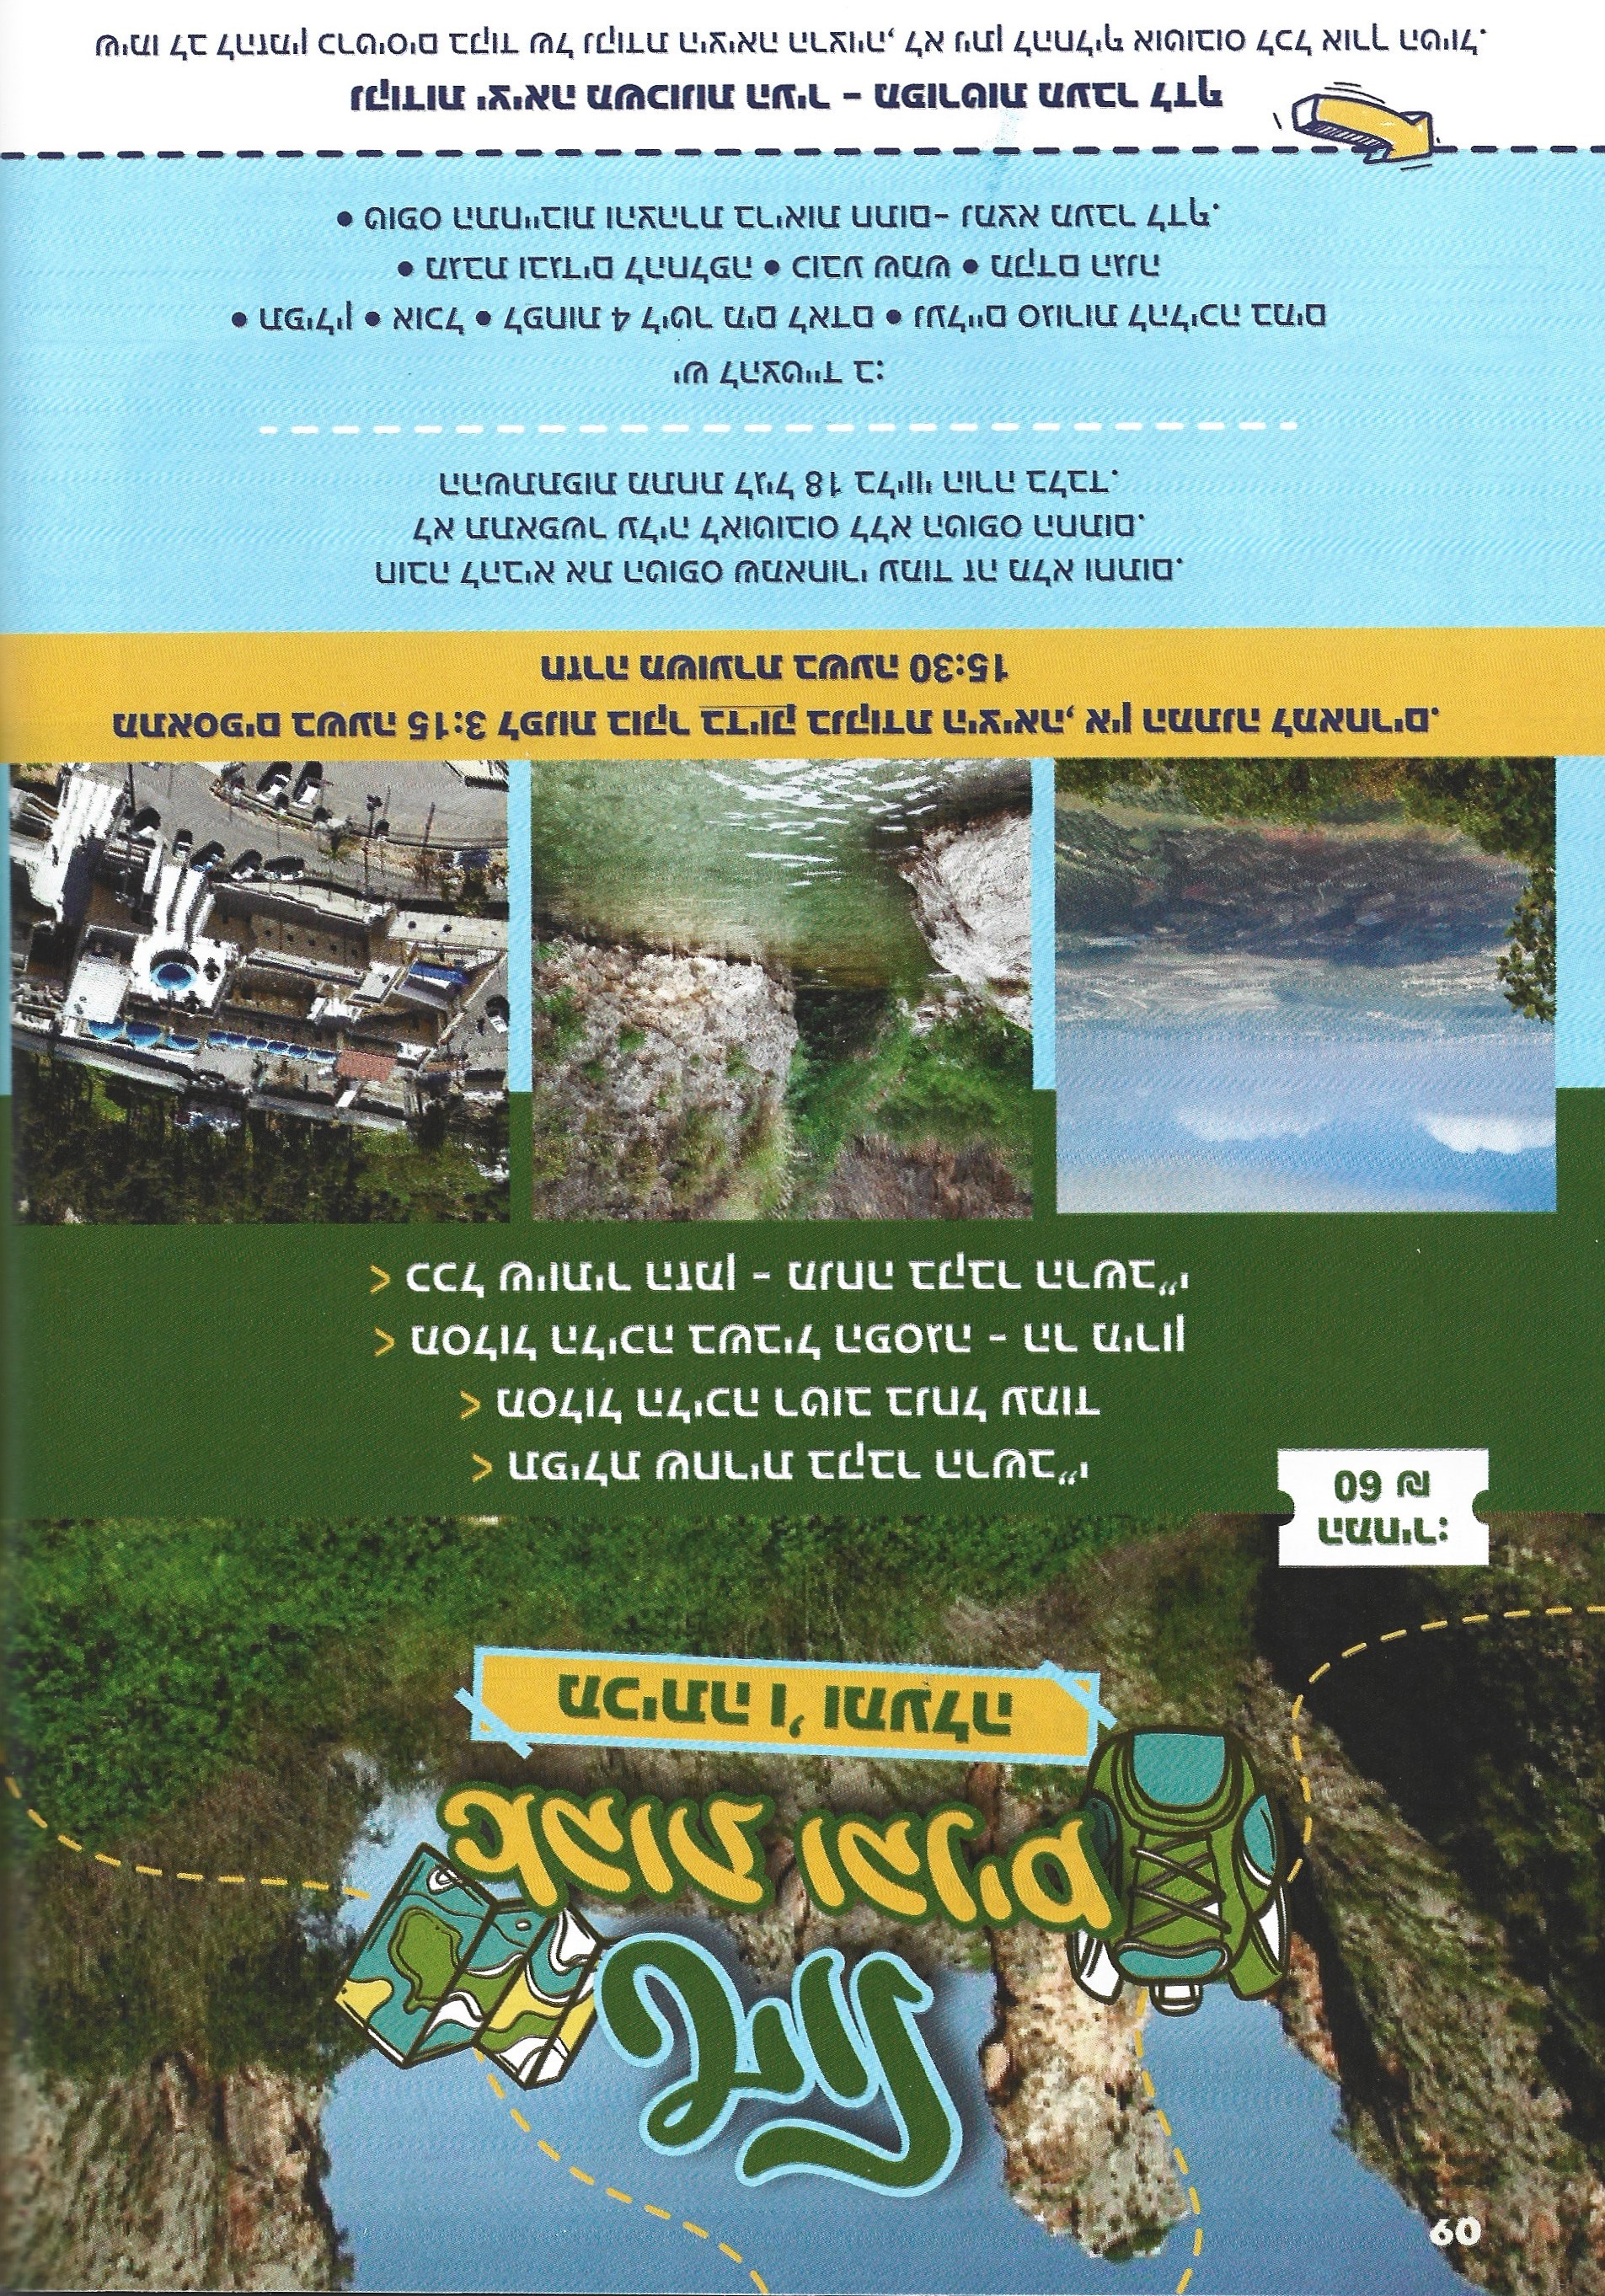 09
טיול
אבות ובנים
מכיתה ו' ומעלה
המחיר:
60 ₪
> תפילת שחרית בקבר הרשב"י
> מסלול הליכה רטוב בנחל עמוד
> מסלול הליכה בשביל הפסגה - הר מירון
> ככל שיותיר הזמן - מנחה בקבר הרשב"י
מתאספים בשעה 3:15 לפנות בוקר בדיוק בנקודת היציאה, אין המתנה למאחרים.
חזרה משוערת בשעה 15:30
חובה להביא את הטופס שמאחורי עמוד זה מלא וחתום.
לא תתאפשר עליה לאוטובוס ללא הטופס החתום.
ההשתתפות מתחת לגיל 18 בליווי הורה בלבד.
יש להצטייד ב:
• תפילין • אוכל • לפחות 4 ליטר מים לאדם • נעליים סגורות להליכה במים
• מגבת ובגדים להחלפה • כובע שמש • מקדם הגנה
• טופס התחייבות והצהרת בריאות חתום- נמצא מעבר לדף.
נקודות יציאה משכונות העיר - מפורטות מעבר לדף
שימו לב להזמין כרטיסים בקוד של נקודת היציאה הרצויה, לא ניתן להחליף אוטובוס לכל אורך הטיול.